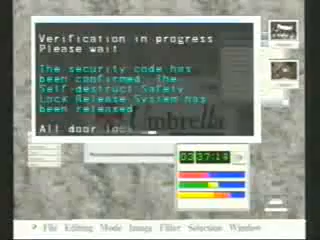 Verification in progress
Please wait
The security code has
been confirmed. The
Self-destruct Safety
Lock Release System has
been released
All door lock
Umbrella
03:37:14
File Editing Mode Image Filter Selection Window